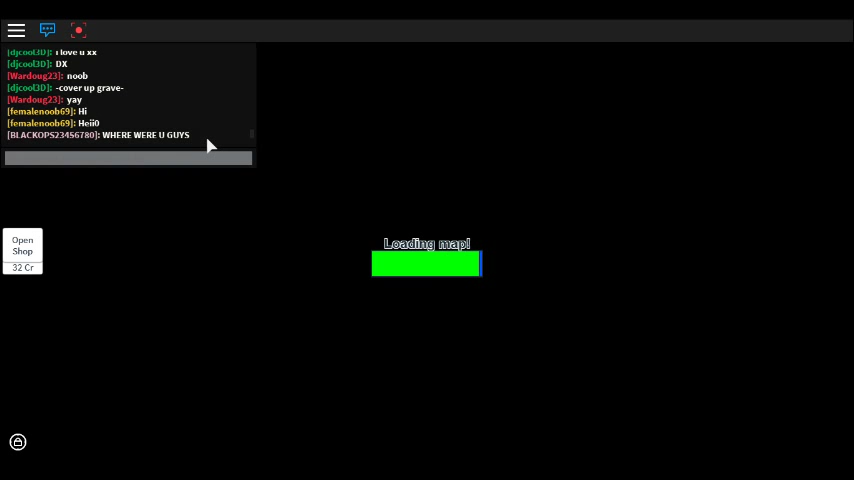 [djcool3D]: i love u xx
[djcool3D]: DX
[Wardoug23]: noob
[djcool3D]: -cover up grave-
[Wardoug23]: yay
[femalenoob69]: Hi
[femalenoob69]: Heii0
[BLACKOPS23456780]: WHERE WERE U GUYS
Open
Shop
32 Cr
Loading map!